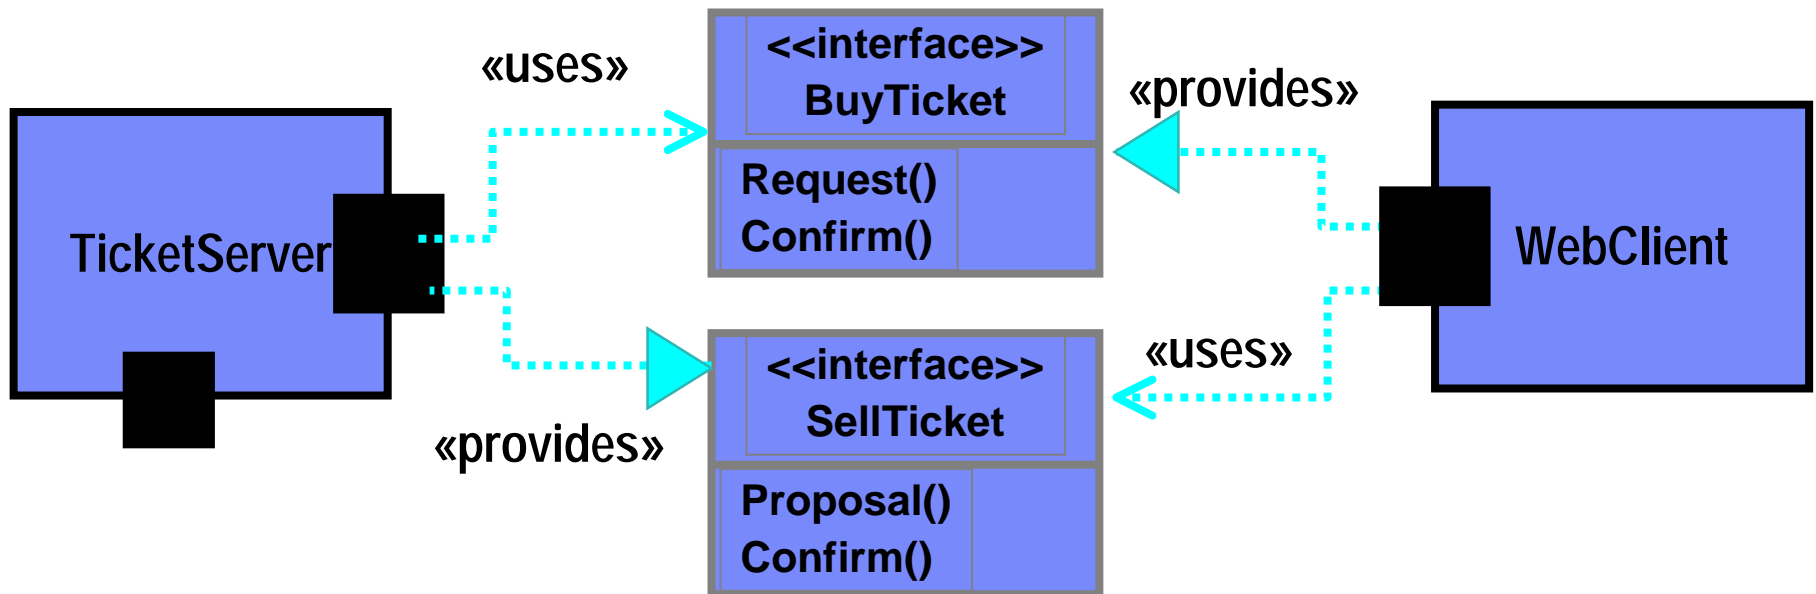 «uses»
<<interface>>
BuyTicket
«provides»
Request()
Confirm()
TicketServer
WebClient
<<interface>>
SellTicket
«uses»
«provides»
Proposal()
Confirm()